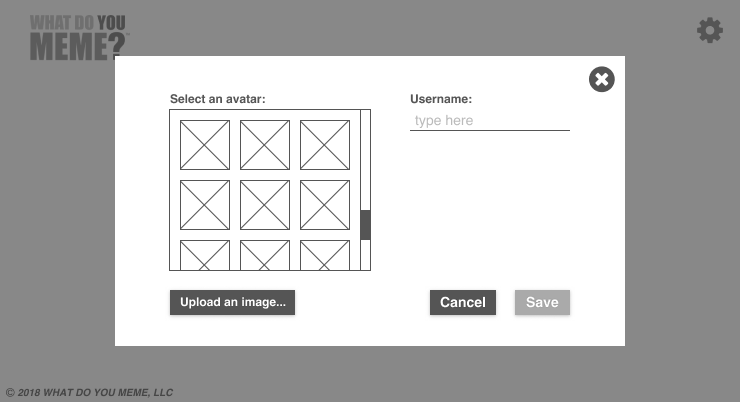 WHAT DO YOU
MEME?
Select an avatar:
Username:
type here
Upload an image...
Cancel
Save
© 2018 WHAT DO YOU MEME, LLC